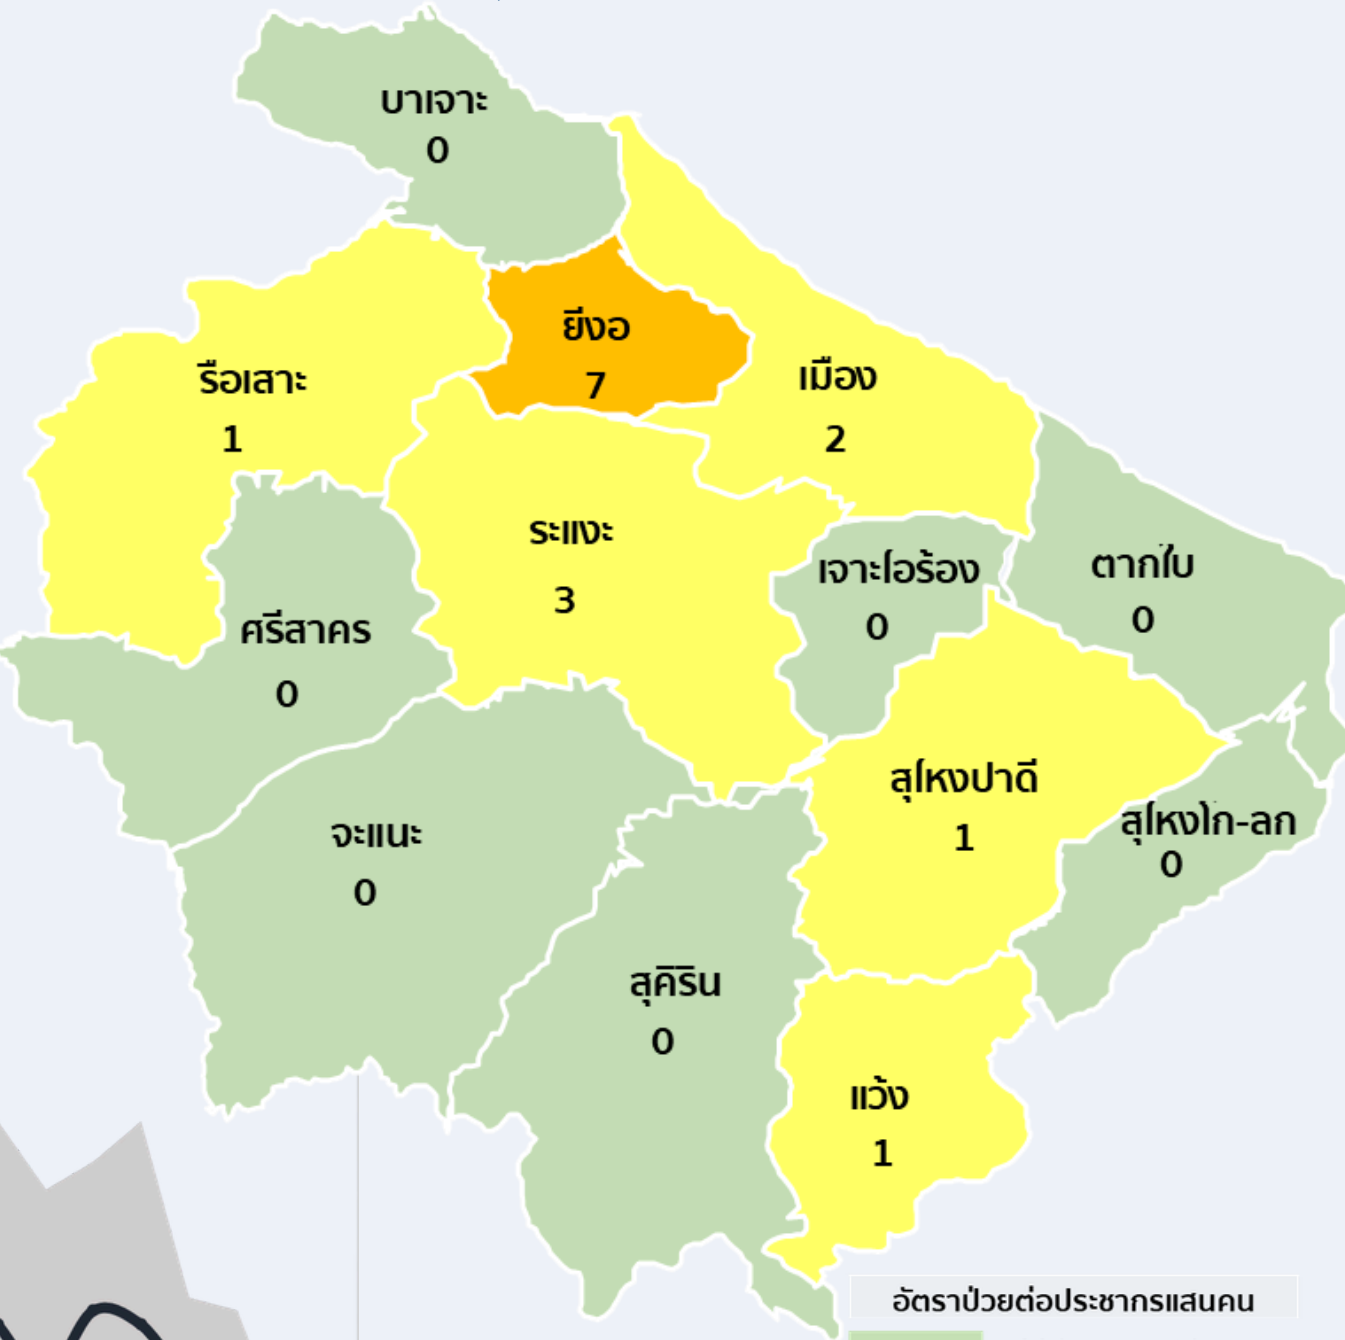 บาเจาะ
0
ยี่งอ
7
รือเสาะ
1
เมือง
2
ระแงะ
3
เจาะไอร้อง
0
ตากใบ
0
ศรีสาคร
0
สุไหงปาดี
1
สุไหงโก-ลก
0
จะแนะ
0
สุคิริน
0
แว้ง
1
อัตราป่วยต่อประชากรแสนคน